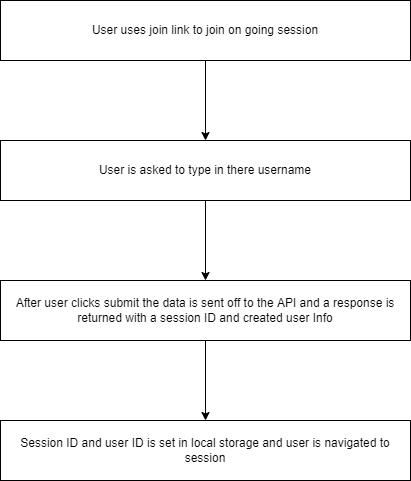 User uses join link to join on going session
User is asked to type in there username
After user clicks submit the data is sent off to the API and a response is
returned with a session ID and created user Info
Session ID and user ID is set in local storage and user is navigated to
session